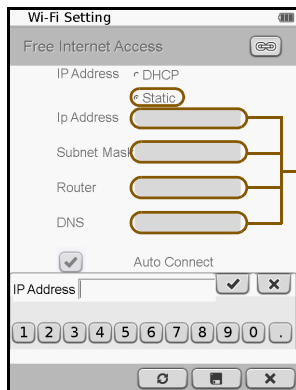 Wi-Fi Setting
Free Internet Access
IP Address DHCP
Static
Ip Address
Subnet Mask
Router
DNS
Auto Connect
IP Address
1 2 3 4 5 6 7 8 9 0 .